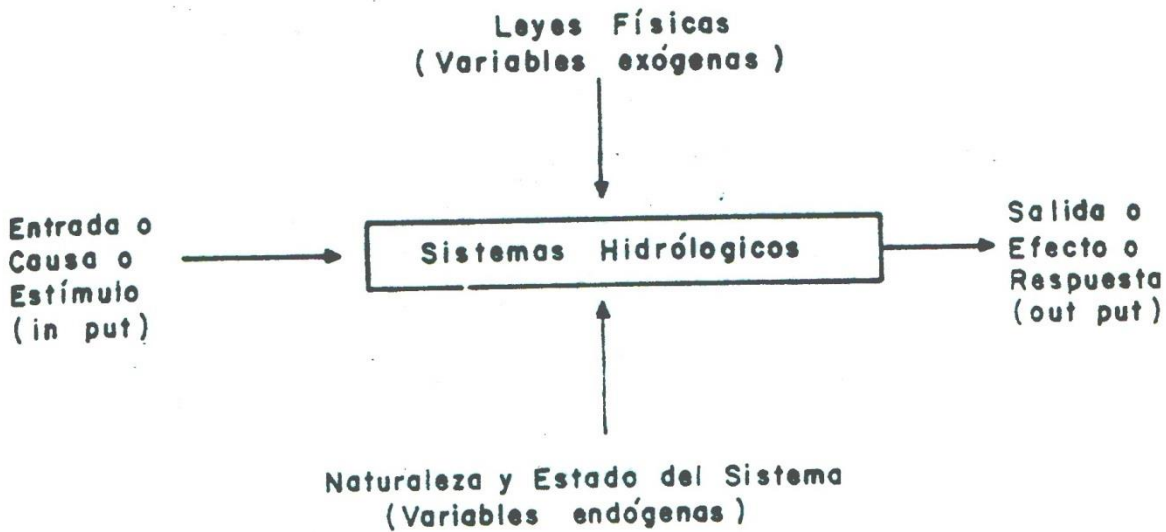 Leyes Físicas
(Variables exógenas)
Entrada o
Causa o
Estímulo
(in put)
Sistemas Hidrólogicos
Salida o
Efecto o
Respuesta
(out put)
Naturaleza y Estado del Sistema
(Variables endógenas)